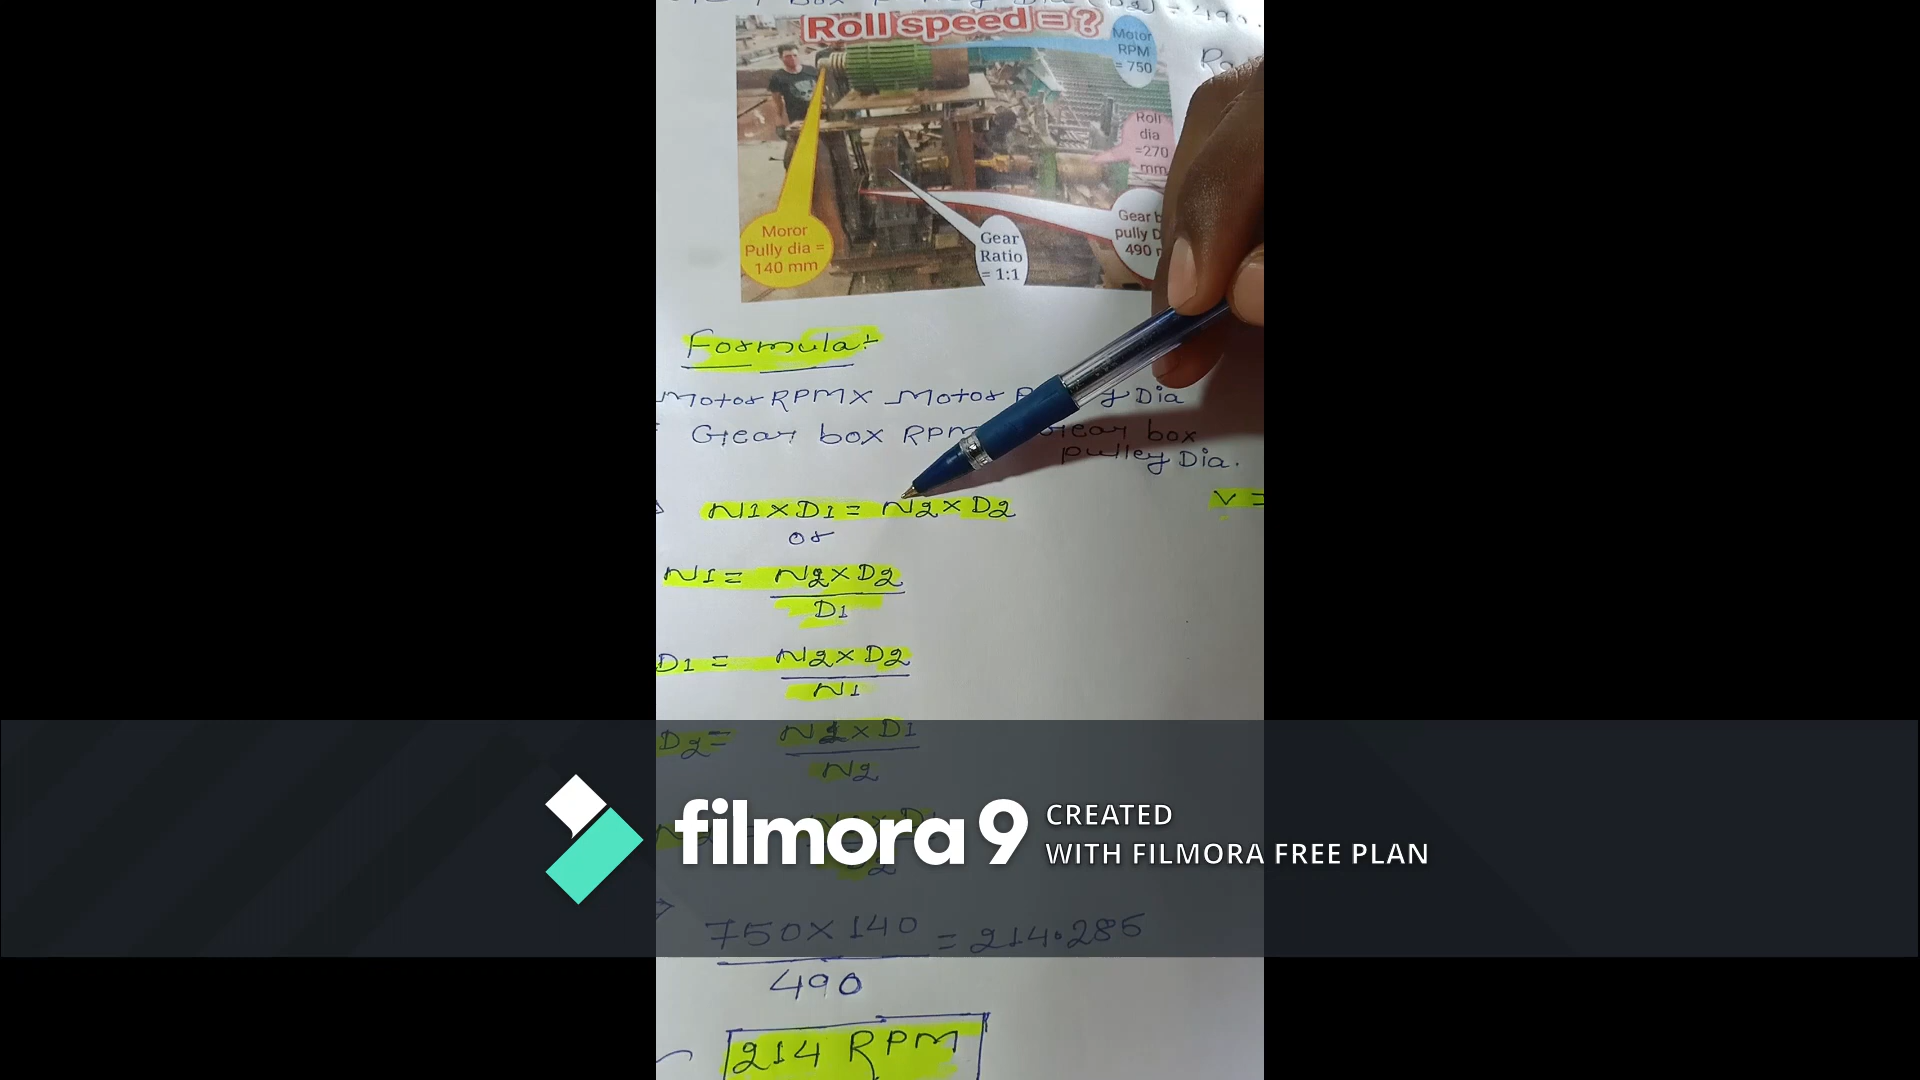 Roll speed = ?
Motor
RPM
= 750
Roll
dia
=270
mm
Gear
pully
490
Gear
Ratio
= 1:1
Moror
Pully dia =
140 mm
Formula:
Motor RPM X Motor Dia
= Gear box RPM Gear box
pulley Dia.
N1 X D1 = N2 X D2
V =
or
N1 = N2 X D2
D1
D1 = N2 X D2
N1
D2 = X D1
N2
D2
750 X 140 = 214.285
490
214 RPM
filmora9
CREATED
WITH FILMORA FREE PLAN